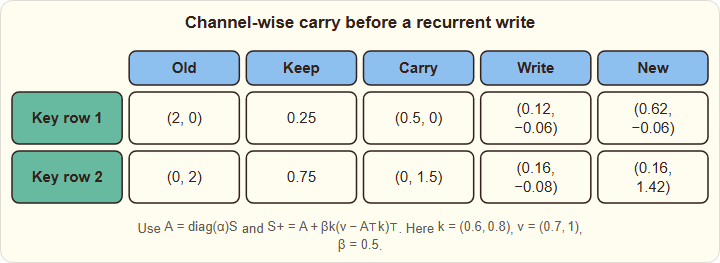 Channel-wise carry before a recurrent write
Old Keep Carry Write New
Key row 1 (2, 0) 0.25 (0.5, 0) (0.12, −0.06) (0.62, −0.06)
Key row 2 (0, 2) 0.75 (0, 1.5) (0.16, −0.08) (0.16, 1.42)
Use A = diag(α)S and S+ = A + βk(v − A⊤k)⊤. Here k = (0.6, 0.8), v = (0.7, 1),
β = 0.5.